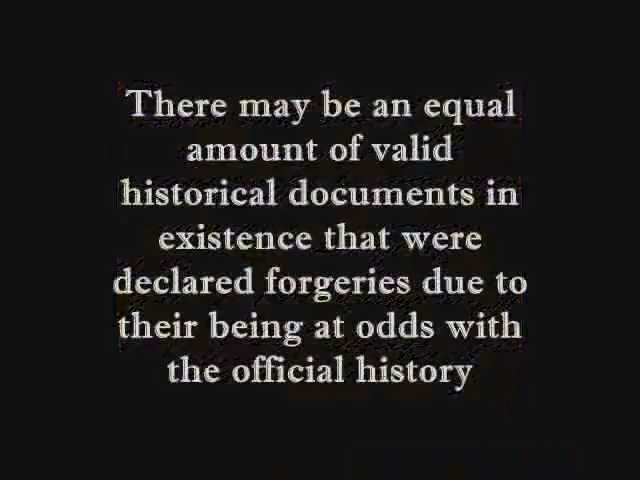 There may be an equal
amount of valid
historical documents in
existence that were
declared forgeries due to
their being at odds with
the official history